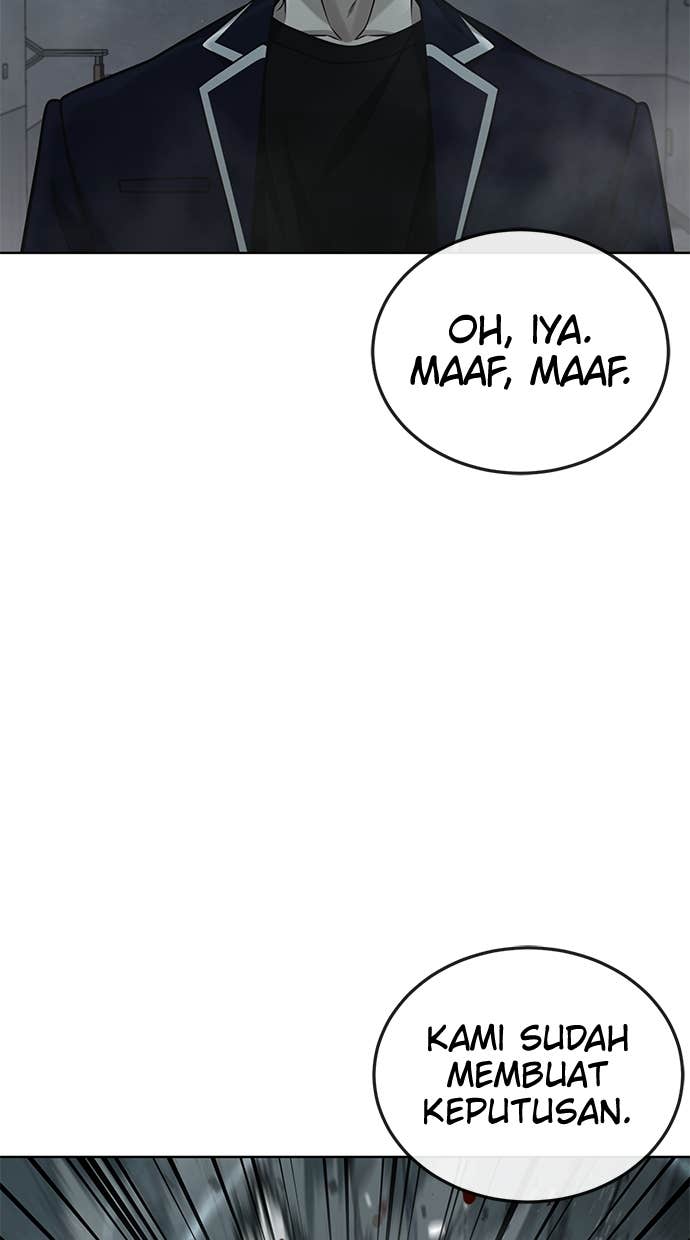 OH, IYA.
MAAF, MAAF.
KAMI SUDAH
MEMBUAT
KEPUTUSAN.